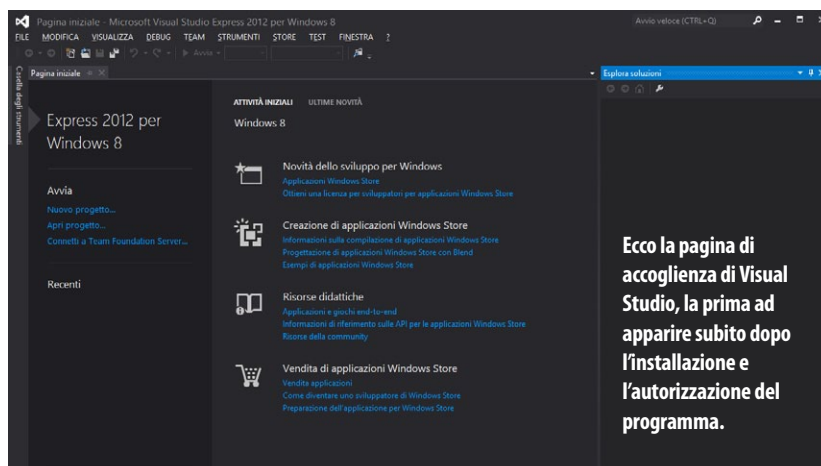 Pagina iniziale - Microsoft Visual Studio Express 2012 per Windows 8
Avvio veloce (CTRL+Q)
FILE MODIFICA VISUALIZZA DEBUG TEAM STRUMENTI STORE TEST FINESTRA ?
Avvia
Casella degli strumenti
Pagina iniziale
Esplora soluzioni
Express 2012 per
Windows 8
Avvia
Nuovo progetto...
Apri progetto...
Connetti a Team Foundation Server...
Recenti
ATTIVITÀ INIZIALI ULTIME NOVITÀ
Windows 8
Novità dello sviluppo per Windows
Applicazioni Windows Store
Ottieni una licenza per sviluppatori per applicazioni Windows Store
Creazione di applicazioni Windows Store
Informazioni sulla compilazione di applicazioni Windows Store
Progettazione di applicazioni Windows Store con Blend
Esempi di applicazioni Windows Store
Risorse didattiche
Applicazioni e giochi end-to-end
Informazioni di riferimento sulle API per le applicazioni Windows Store
Risorse della community
Vendita di applicazioni Windows Store
Vendita applicazioni
Come diventare uno sviluppatore di Windows Store
Preparazione dell'applicazione per Windows Store
Ecco la pagina di
accoglienza di Visual
Studio, la prima ad
apparire subito dopo
l'installazione e
l'autorizzazione del
programma.